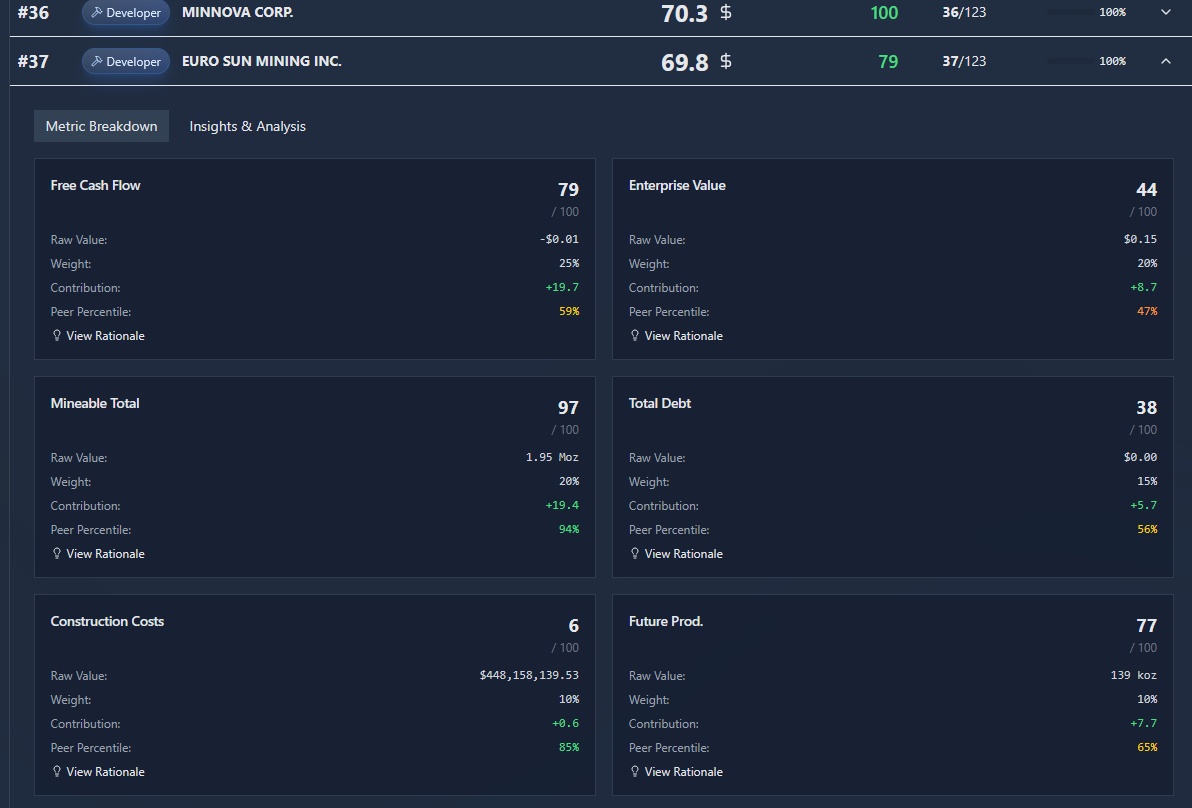 #36 Developer MINNOVA CORP. 70.3 $ 100 36/123 100%
#37 Developer EURO SUN MINING INC. 69.8 $ 79 37/123 100%
Metric Breakdown Insights & Analysis
Free Cash Flow 79
/ 100
Raw Value: -$0.01
Weight: 25%
Contribution: +19.7
Peer Percentile: 59%
View Rationale
Enterprise Value 44
/ 100
Raw Value: $0.15
Weight: 20%
Contribution: +8.7
Peer Percentile: 47%
View Rationale
Mineable Total 97
/ 100
Raw Value: 1.95 Moz
Weight: 20%
Contribution: +19.4
Peer Percentile: 94%
View Rationale
Total Debt 38
/ 100
Raw Value: $0.00
Weight: 15%
Contribution: +5.7
Peer Percentile: 56%
View Rationale
Construction Costs 6
/ 100
Raw Value: $448,158,139.53
Weight: 10%
Contribution: +0.6
Peer Percentile: 85%
View Rationale
Future Prod. 77
/ 100
Raw Value: 139 koz
Weight: 10%
Contribution: +7.7
Peer Percentile: 65%
View Rationale